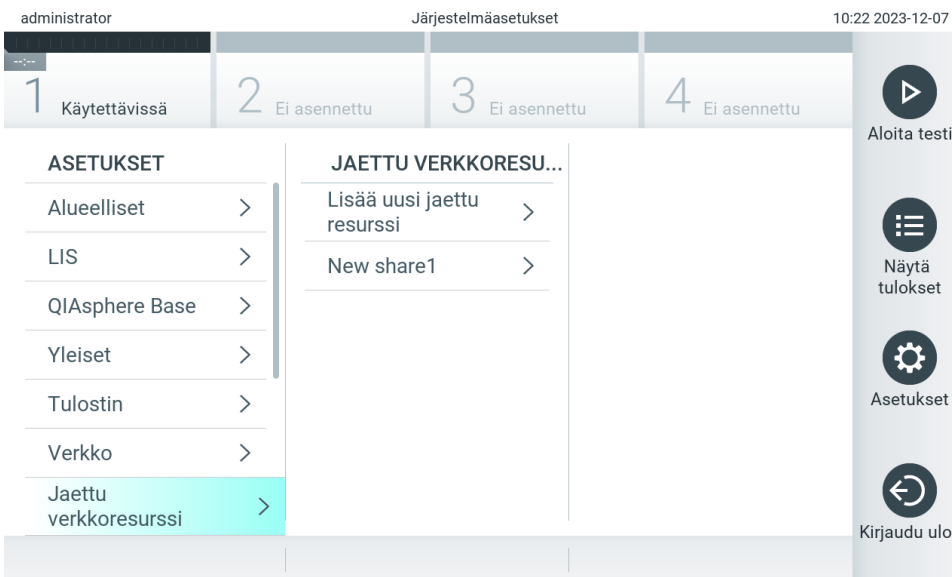 administrator
Järjestelmäasetukset
10:22 2023-12-07
--:--
1 Käytettävissä
2 Ei asennettu
3 Ei asennettu
4 Ei asennettu
ASETUKSET
Alueelliset
LIS
QIAsphere Base
Yleiset
Tulostin
Verkko
Jaettu
verkkoresurssi
JAETTU VERKKORESU...
Lisää uusi jaettu
resurssi
New share1
Aloita testi
Näytä
tulokset
Asetukset
Kirjaudu ulo